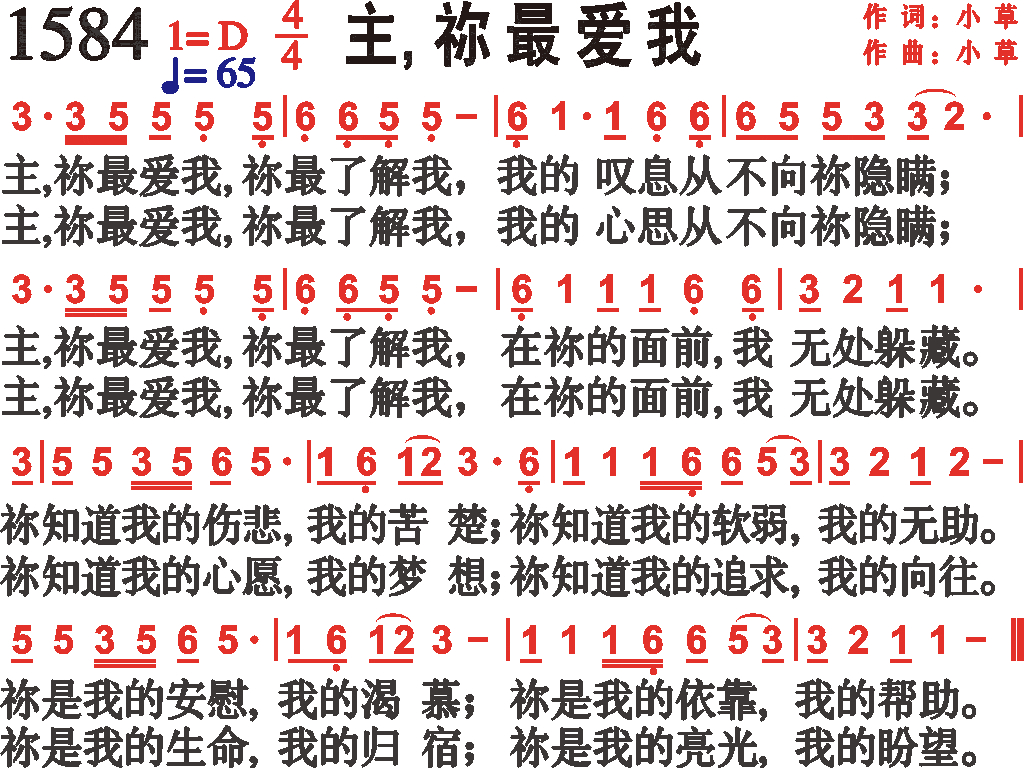 1584 1=D 4/4 主,祢最爱我 作词:小草
♩=65 作曲:小草
3· 3 5 5 5 5 | 6 6 5 5 – | 6 1· 1 6 6 | 6 5 5 3 3 2 · |
主,祢最爱我,祢最了解我, 我的 叹息从不向祢隐瞒;
主,祢最爱我,祢最了解我, 我的 心思从不向祢隐瞒;
3· 3 5 5 5 5 | 6 6 5 5 – | 6 1 1 1 6 6 | 3 2 1 1 · |
主,祢最爱我,祢最了解我, 在祢的面前,我 无处躲藏。
主,祢最爱我,祢最了解我, 在祢的面前,我 无处躲藏。
3 | 5 5 3 5 6 5· | 1 6 12 3· 6 | 1 1 1 6 6 5 3 | 3 2 1 2 – |
祢知道我的伤悲, 我的苦 楚;祢知道我的软弱, 我的无助。
祢知道我的心愿, 我的梦 想;祢知道我的追求, 我的向往。
5 5 3 5 6 5· | 1 6 12 3 – | 1 1 1 6 6 5 3 | 3 2 1 1 – ‖
祢是我的安慰, 我的渴 慕; 祢是我的依靠, 我的帮助。
祢是我的生命, 我的归 宿; 祢是我的亮光, 我的盼望。